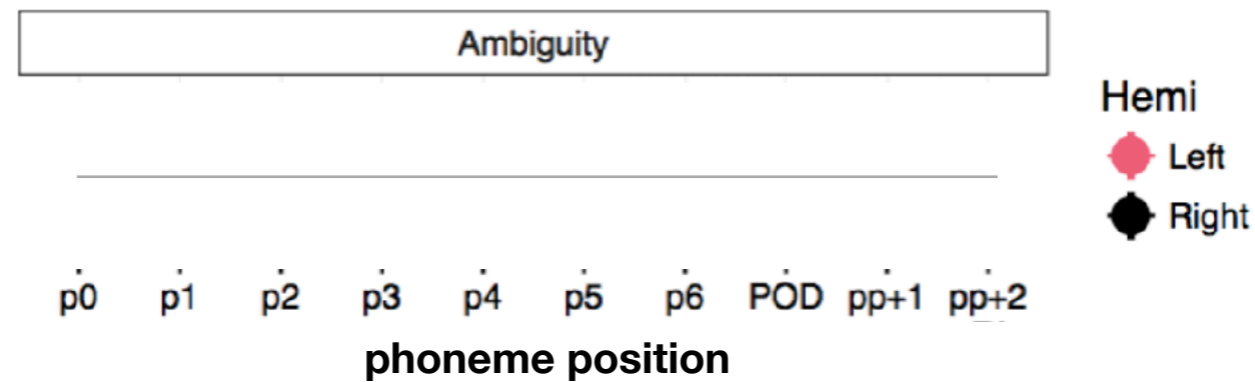 Ambiguity
Hemi
Left
Right
p0 p1 p2 p3 p4 p5 p6 POD pp+1 pp+2
phoneme position